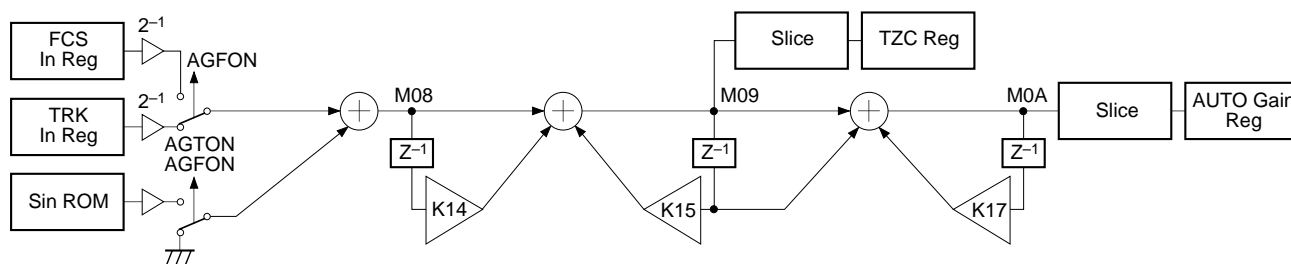 FCS
In Reg
2–1
AGFON
TRK
In Reg
2–1
AGTON
AGFON
Sin ROM
M08
Z–1
K14
Slice
TZC Reg
M09
Z–1
K15
M0A
Z–1
K17
Slice
AUTO Gain
Reg